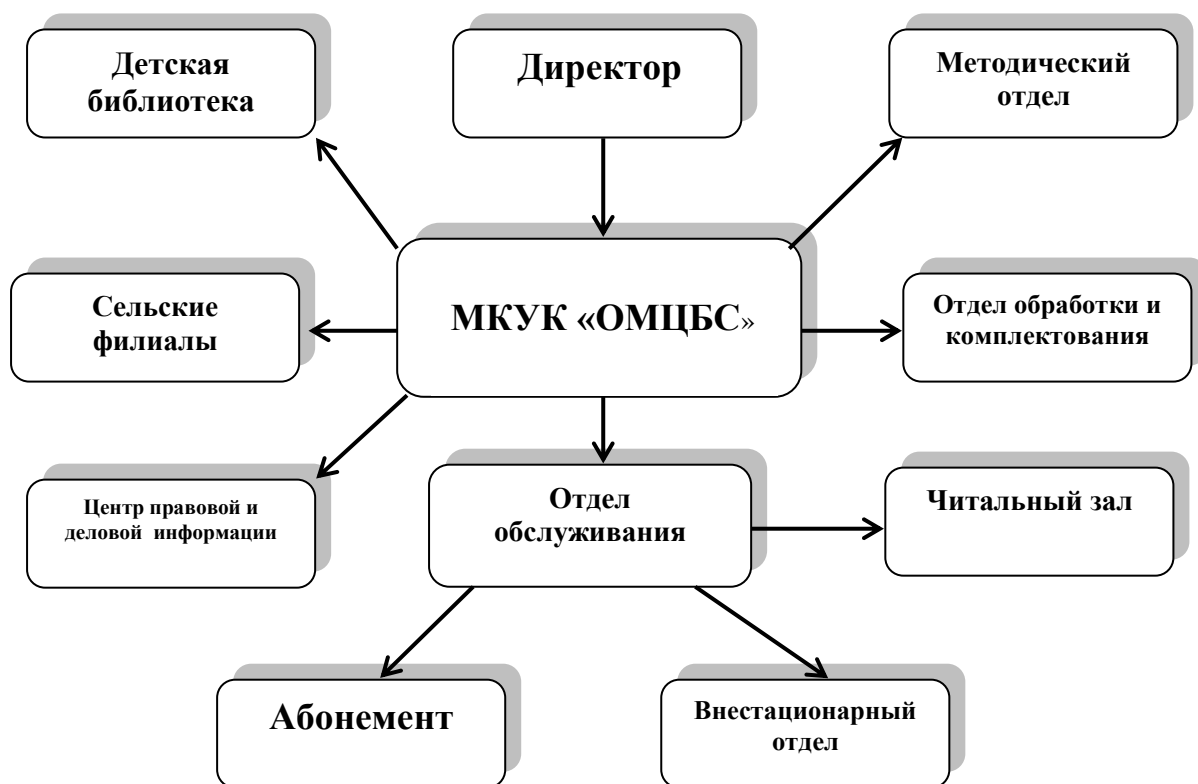 Детская
библиотека
Директор
Методический
отдел
Сельские
филиалы
МКУК «ОМЦБС»
Отдел обработки и
комплектования
Центр правовой и
деловой информации
Отдел
обслуживания
Читальный зал
Абонемент
Внестационарный
отдел